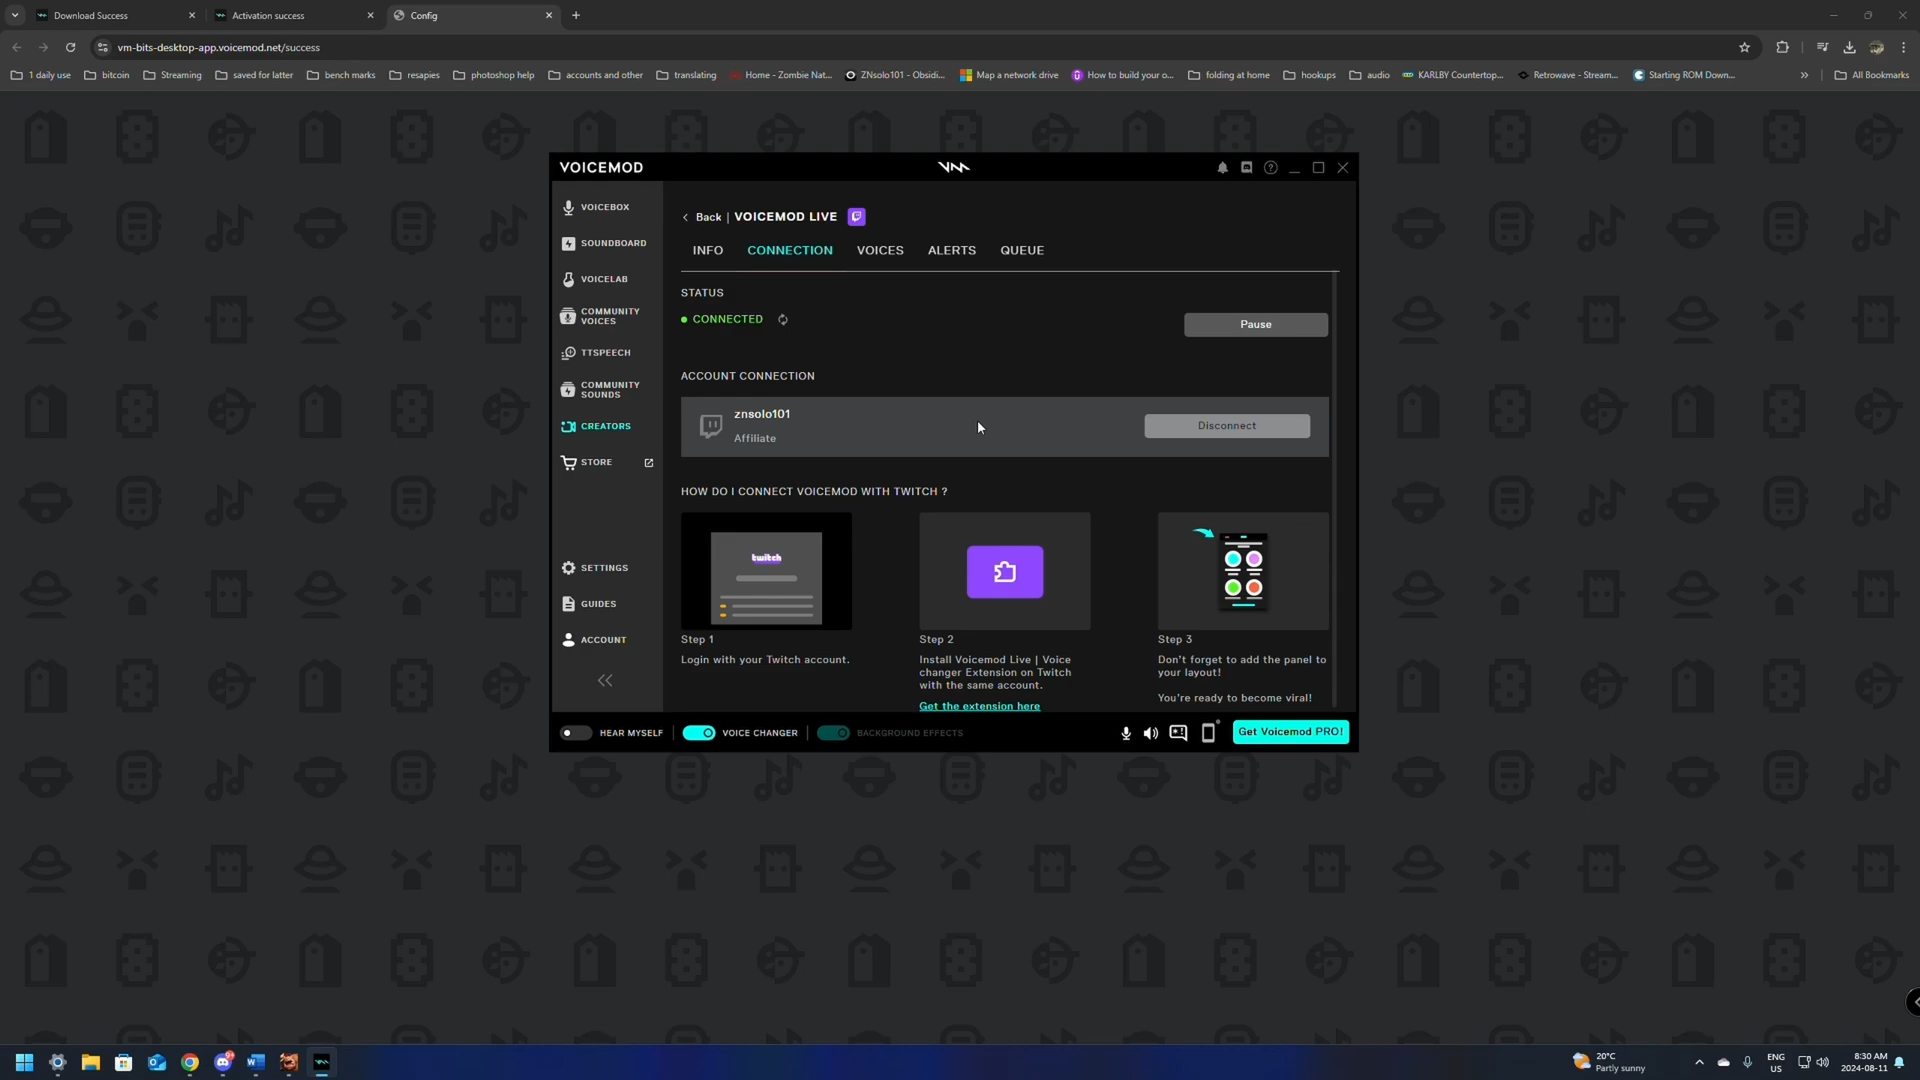 Download Success
Activation success
Config
vm-bits-desktop-app.voicemod.net/success
1 daily use
bitcoin
Streaming
saved for latter
bench marks
resapies
photoshop help
accounts and other
translating
Home - Zombie Nat...
ZNsolo101 - Obsidi...
Map a network drive
How to build your o...
folding at home
hookups
audio
KARLBY Countertop...
Retrowave - Stream...
Starting ROM Down...
All Bookmarks
VOICEMOD
VOICEBOX
SOUNDBOARD
VOICELAB
COMMUNITY
VOICES
TTSPEECH
COMMUNITY
SOUNDS
CREATORS
STORE
SETTINGS
GUIDES
ACCOUNT
Back | VOICEMOD LIVE
INFO
CONNECTION
VOICES
ALERTS
QUEUE
STATUS
CONNECTED
Pause
ACCOUNT CONNECTION
znsolo101
Affiliate
Disconnect
HOW DO I CONNECT VOICEMOD WITH TWITCH ?
twitch
Step 1
Login with your Twitch account.
Step 2
Install Voicemod Live | Voice
changer Extension on Twitch
with the same account.
Get the extension here
Step 3
Don't forget to add the panel to
your layout!
You're ready to become viral!
HEAR MYSELF
VOICE CHANGER
BACKGROUND EFFECTS
Get Voicemod PRO!
20°C
Partly sunny
ENG
US
8:30 AM
2024-08-11